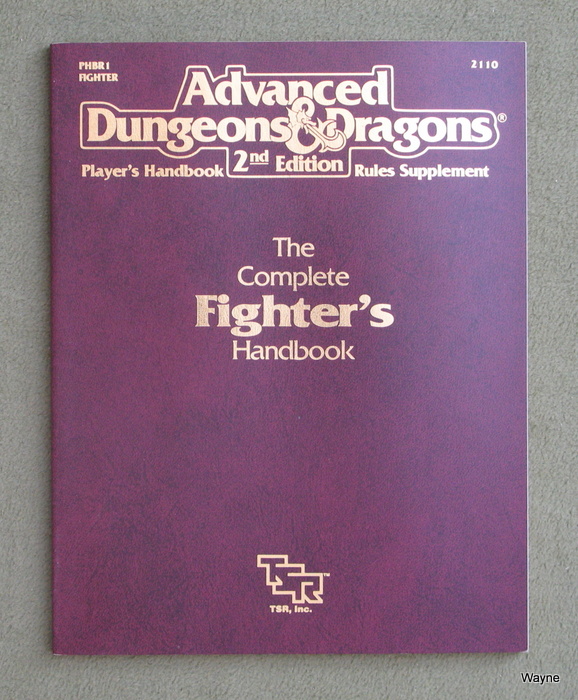 PHBR1
FIGHTER
2110
Advanced
Dungeons & Dragons®
2nd Edition
Player's Handbook
Rules Supplement
The
Complete
Fighter's
Handbook
TSR™
TSR, Inc.
Wayne